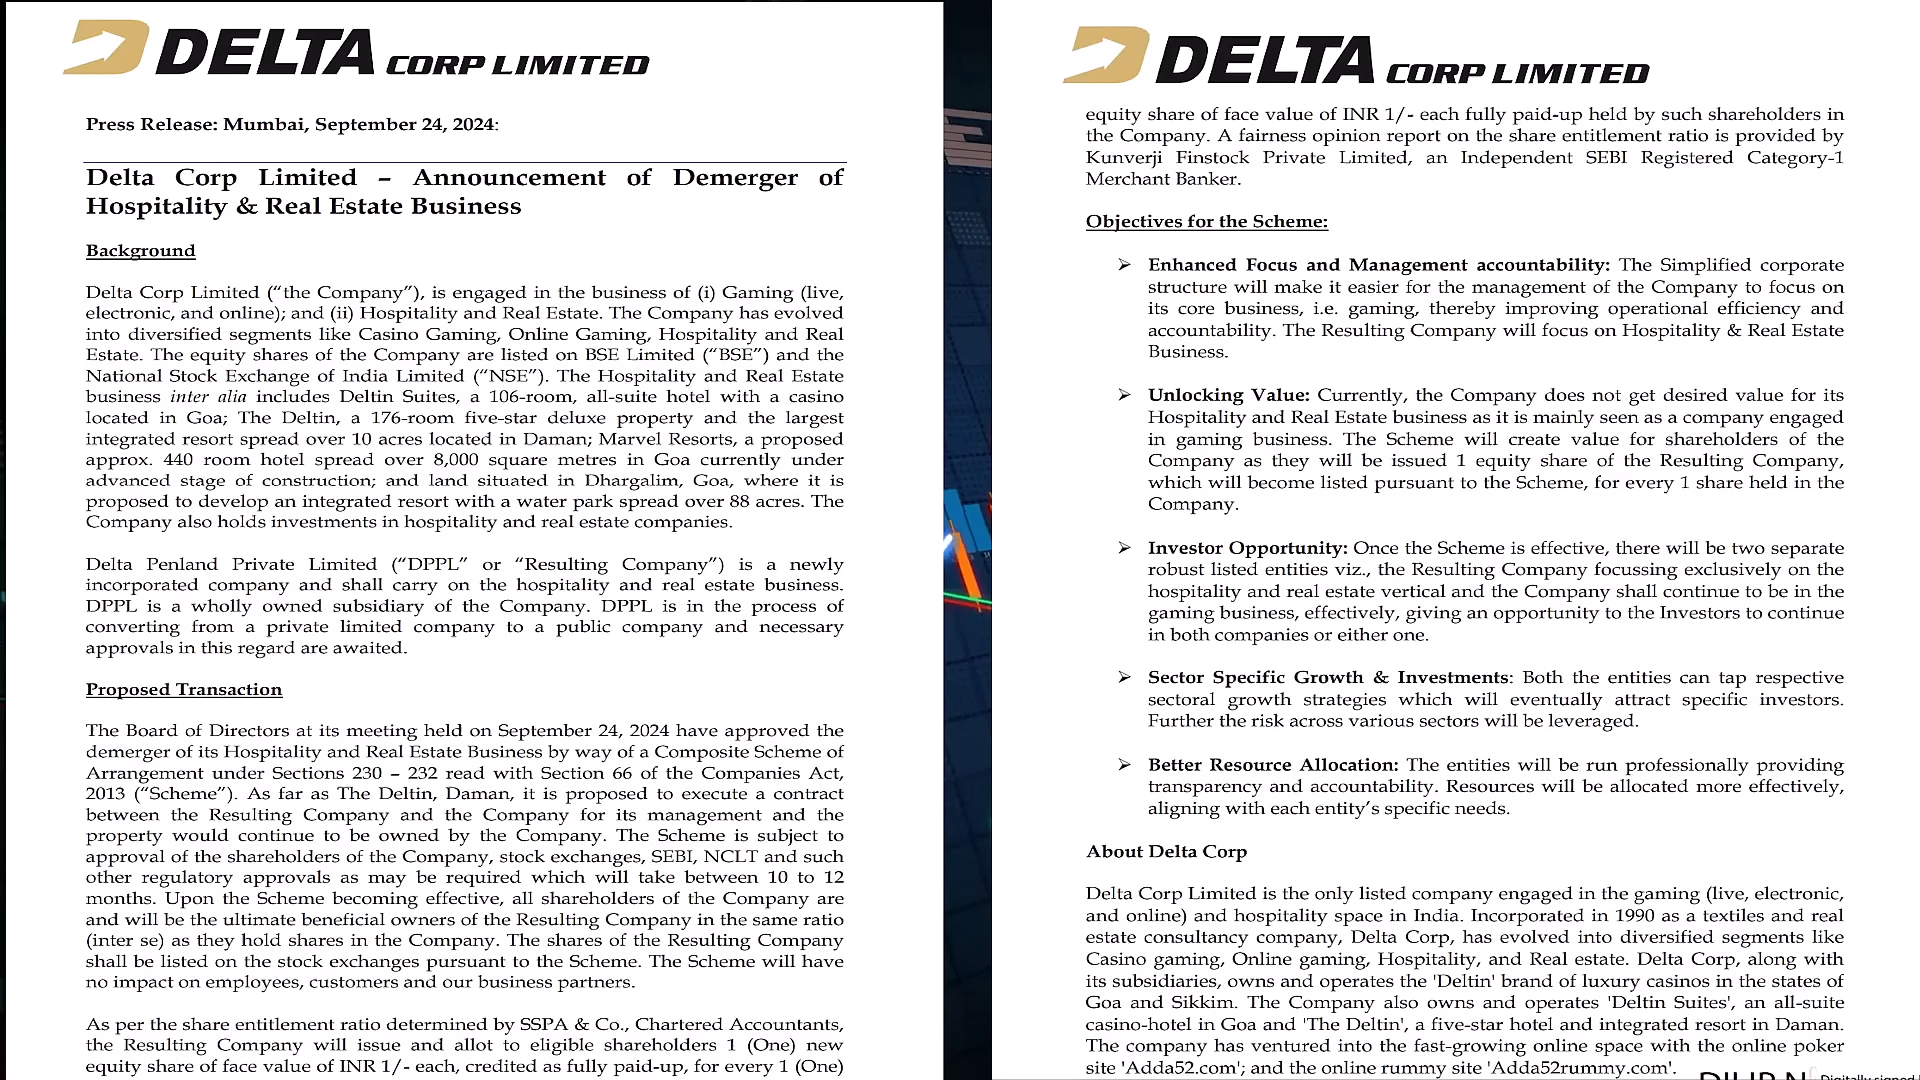 DELTA CORP LIMITED
Press Release: Mumbai, September 24, 2024:
Delta Corp Limited – Announcement of Demerger of
Hospitality & Real Estate Business
Background
Delta Corp Limited (“the Company”), is engaged in the business of (i) Gaming (live,
electronic, and online); and (ii) Hospitality and Real Estate. The Company has evolved
into diversified segments like Casino Gaming, Online Gaming, Hospitality and Real
Estate. The equity shares of the Company are listed on BSE Limited (“BSE”) and the
National Stock Exchange of India Limited (“NSE”). The Hospitality and Real Estate
business inter alia includes Deltin Suites, a 106-room, all-suite hotel with a casino
located in Goa; The Deltin, a 176-room five-star deluxe property and the largest
integrated resort spread over 10 acres located in Daman; Marvel Resorts, a proposed
approx. 440 room hotel spread over 8,000 square metres in Goa currently under
advanced stage of construction; and land situated in Dhargalim, Goa, where it is
proposed to develop an integrated resort with a water park spread over 88 acres. The
Company also holds investments in hospitality and real estate companies.
Delta Penland Private Limited (“DPPL” or “Resulting Company”) is a newly
incorporated company and shall carry on the hospitality and real estate business.
DPPL is a wholly owned subsidiary of the Company. DPPL is in the process of
converting from a private limited company to a public company and necessary
approvals in this regard are awaited.
Proposed Transaction
The Board of Directors at its meeting held on September 24, 2024 have approved the
demerger of its Hospitality and Real Estate Business by way of a Composite Scheme of
Arrangement under Sections 230 – 232 read with Section 66 of the Companies Act,
2013 (“Scheme”). As far as The Deltin, Daman, it is proposed to execute a contract
between the Resulting Company and the Company for its management and the
property would continue to be owned by the Company. The Scheme is subject to
approval of the shareholders of the Company, stock exchanges, SEBI, NCLT and such
other regulatory approvals as may be required which will take between 10 to 12
months. Upon the Scheme becoming effective, all shareholders of the Company are
and will be the ultimate beneficial owners of the Resulting Company in the same ratio
(inter se) as they hold shares in the Company. The shares of the Resulting Company
shall be listed on the stock exchanges pursuant to the Scheme. The Scheme will have
no impact on employees, customers and our business partners.
As per the share entitlement ratio determined by SSPA & Co., Chartered Accountants,
the Resulting Company will issue and allot to eligible shareholders 1 (One) new
equity share of face value of INR 1/- each, credited as fully paid-up, for every 1 (One)
DELTA CORP LIMITED
equity share of face value of INR 1/- each fully paid-up held by such shareholders in
the Company. A fairness opinion report on the share entitlement ratio is provided by
Kunverji Finstock Private Limited, an Independent SEBI Registered Category-1
Merchant Banker.
Objectives for the Scheme:
➢ Enhanced Focus and Management accountability: The Simplified corporate
structure will make it easier for the management of the Company to focus on
its core business, i.e. gaming, thereby improving operational efficiency and
accountability. The Resulting Company will focus on Hospitality & Real Estate
Business.
➢ Unlocking Value: Currently, the Company does not get desired value for its
Hospitality and Real Estate business as it is mainly seen as a company engaged
in gaming business. The Scheme will create value for shareholders of the
Company as they will be issued 1 equity share of the Resulting Company,
which will become listed pursuant to the Scheme, for every 1 share held in the
Company.
➢ Investor Opportunity: Once the Scheme is effective, there will be two separate
robust listed entities viz., the Resulting Company focussing exclusively on the
hospitality and real estate vertical and the Company shall continue to be in the
gaming business, effectively, giving an opportunity to the Investors to continue
in both companies or either one.
➢ Sector Specific Growth & Investments: Both the entities can tap respective
sectoral growth strategies which will eventually attract specific investors.
Further the risk across various sectors will be leveraged.
➢ Better Resource Allocation: The entities will be run professionally providing
transparency and accountability. Resources will be allocated more effectively,
aligning with each entity’s specific needs.
About Delta Corp
Delta Corp Limited is the only listed company engaged in the gaming (live, electronic,
and online) and hospitality space in India. Incorporated in 1990 as a textiles and real
estate consultancy company, Delta Corp, has evolved into diversified segments like
Casino gaming, Online gaming, Hospitality, and Real estate. Delta Corp, along with
its subsidiaries, owns and operates the 'Deltin' brand of luxury casinos in the states of
Goa and Sikkim. The Company also owns and operates 'Deltin Suites', an all-suite
casino-hotel in Goa and 'The Deltin', a five-star hotel and integrated resort in Daman.
The company has ventured into the fast-growing online space with the online poker
site 'Adda52.com'; and the online rummy site 'Adda52rummy.com'.